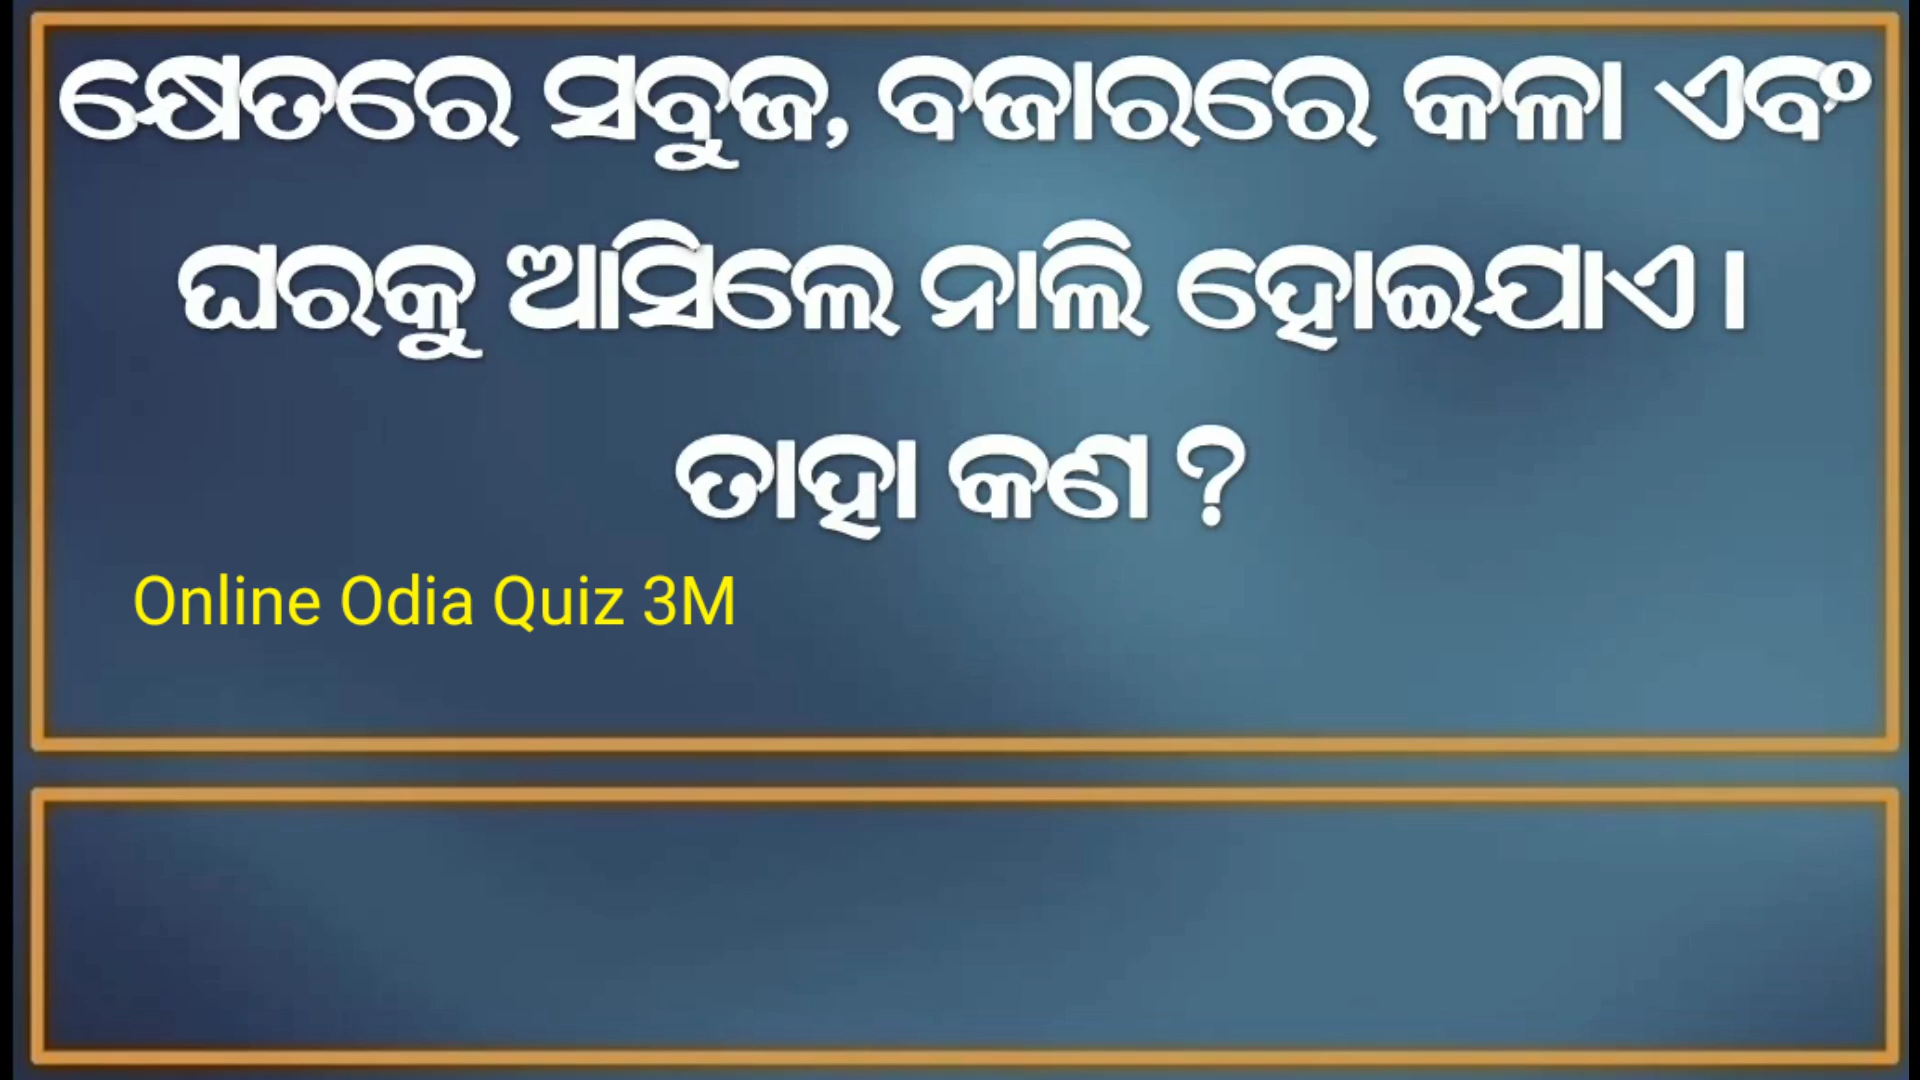 କ୍ଷେତରେ ସବୁଜ, ବଜାରରେ କଳା ଏବଂ
ଘରକୁ ଆସିଲେ ନାଲି ହୋଇଯାଏ ।
ତାହା କଣ ?
Online Odia Quiz 3M